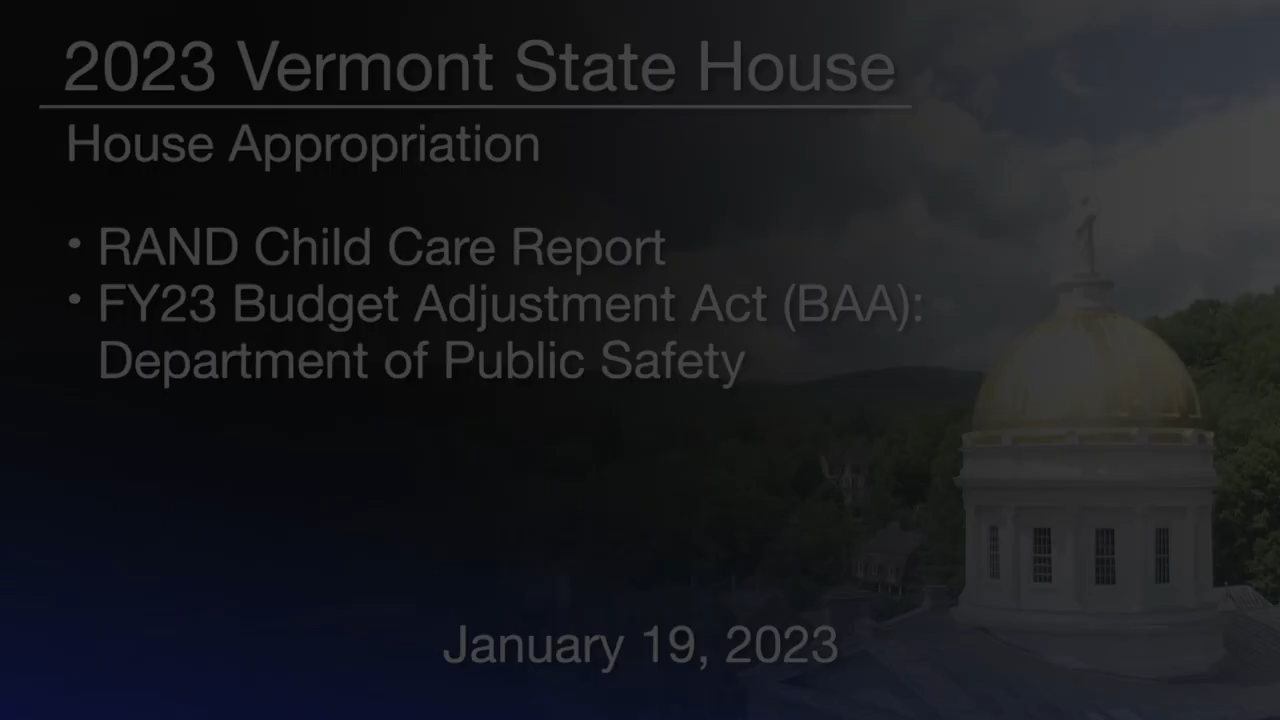 2023 Vermont State House
House Appropriation
• RAND Child Care Report
• FY23 Budget Adjustment Act (BAA):
Department of Public Safety
January 19, 2023